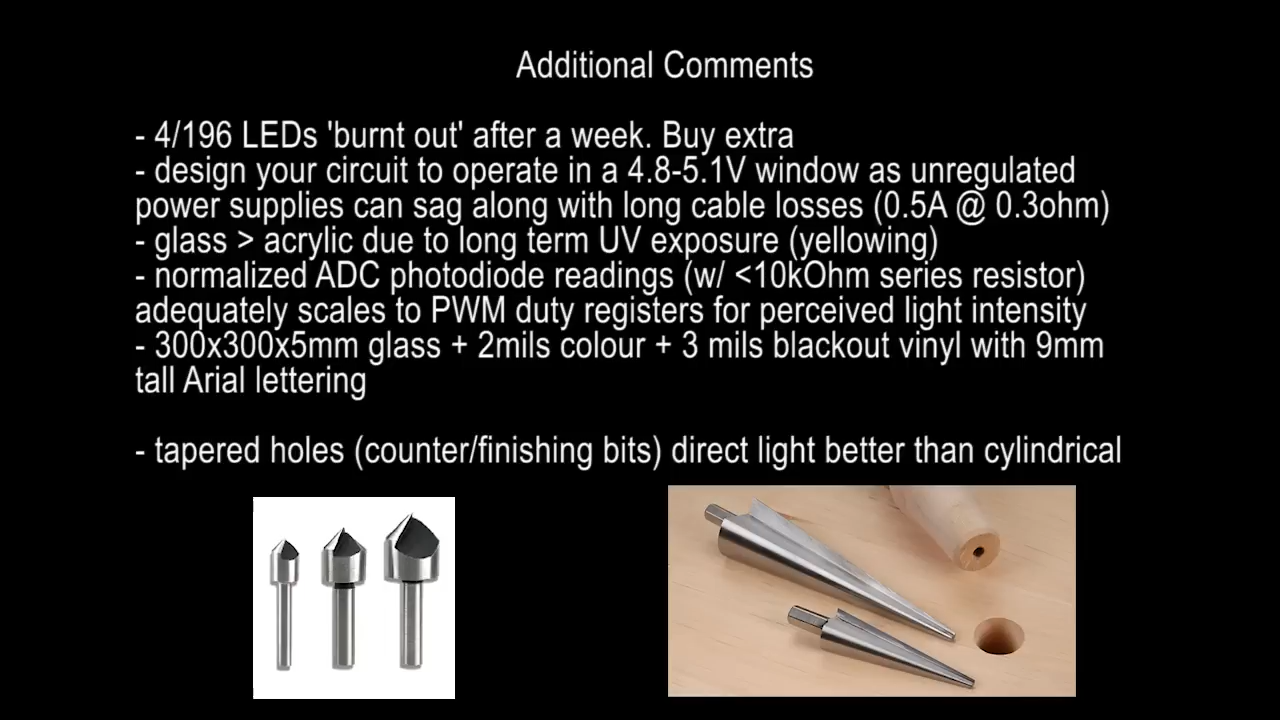 Additional Comments
- 4/196 LEDs 'burnt out' after a week. Buy extra
- design your circuit to operate in a 4.8-5.1V window as unregulated
power supplies can sag along with long cable losses (0.5A @ 0.3ohm)
- glass > acrylic due to long term UV exposure (yellowing)
- normalized ADC photodiode readings (w/ <10kOhm series resistor)
adequately scales to PWM duty registers for perceived light intensity
- 300x300x5mm glass + 2mils colour + 3 mils blackout vinyl with 9mm
tall Arial lettering
- tapered holes (counter/finishing bits) direct light better than cylindrical